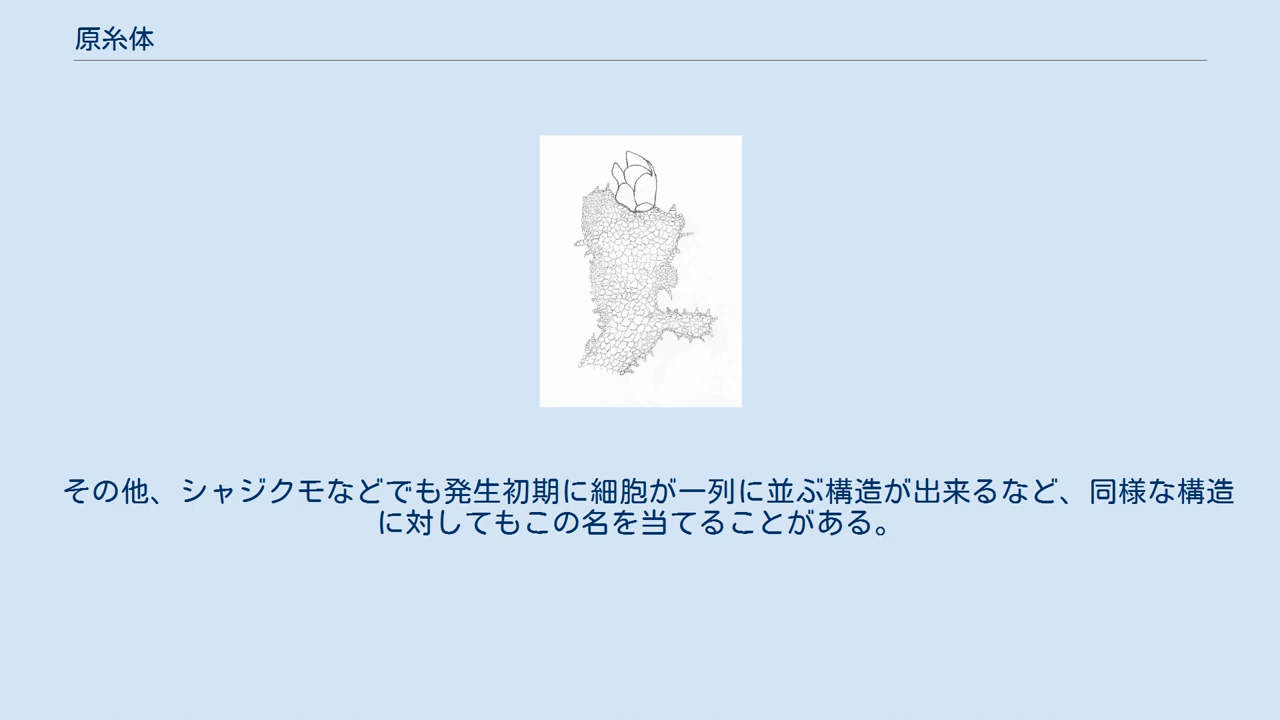 原糸体
その他、シャジクモなどでも発生初期に細胞が一列に並ぶ構造が出来るなど、同様な構造
に対してもこの名を当てることがある。